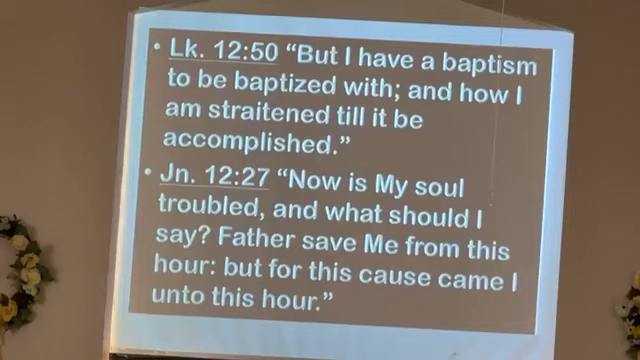 • Lk. 12:50 “But I have a baptism
to be baptized with; and how I
am straitened till it be
accomplished.”
• Jn. 12:27 “Now is My soul
troubled, and what should I
say? Father save Me from this
hour: but for this cause came I
unto this hour.”